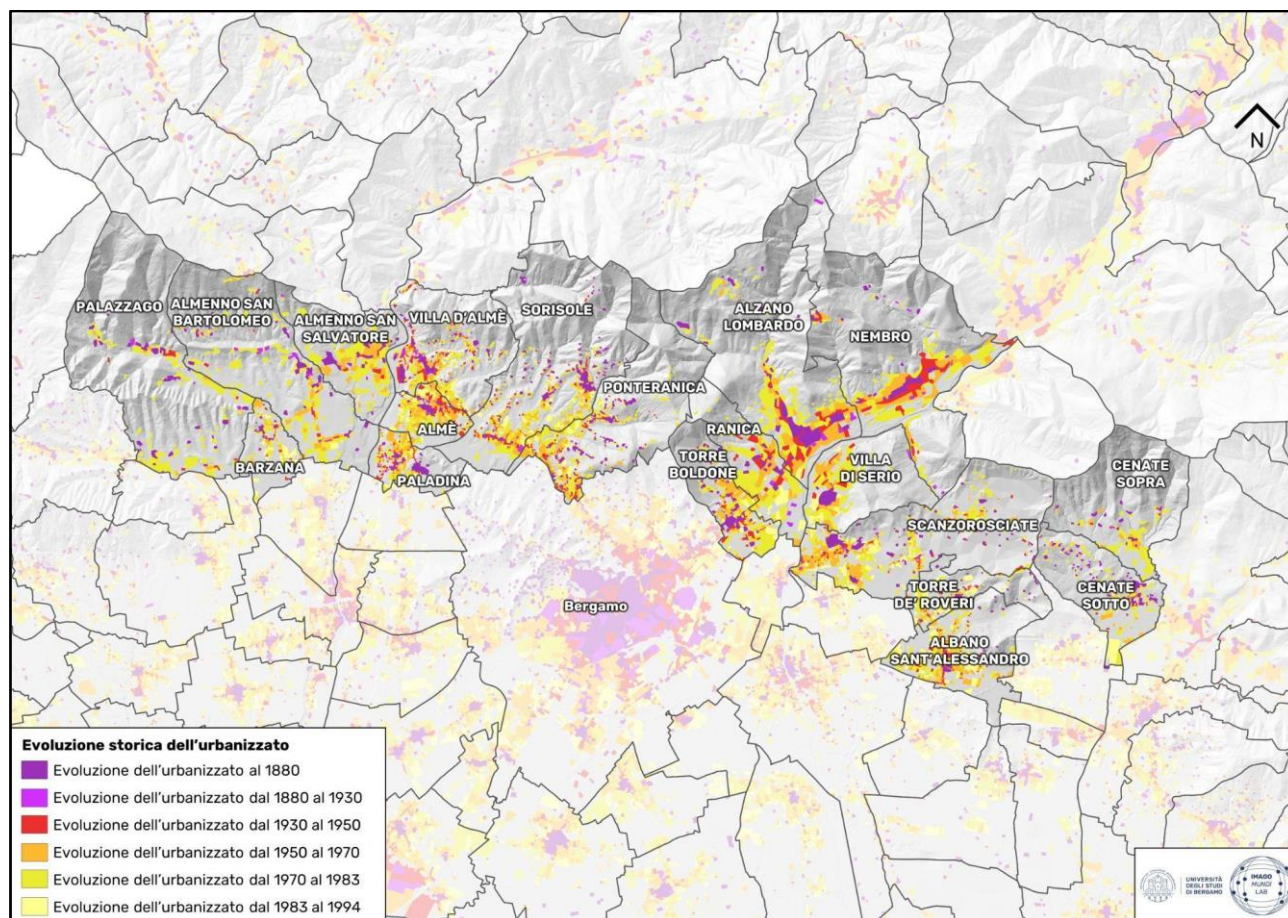 N
PALAZZAGO
ALMENNO SAN
BARTOLOMEO
ALMENNO SAN
SALVATORE
VILLA D'ALMÈ
SORISOLE
ALZANO
LOMBARDO
NEMBRO
PONTERANICA
ALMÈ
RANICA
TORRE
BOLDONE
VILLA
DI SERIO
CENATE
SOPRA
BARZANA
PALADINA
SCANZOROSCIATE
Bergamo
TORRE
DE' ROVERI
CENATE
SOTTO
ALBANO
SANT'ALESSANDRO
Evoluzione storica dell'urbanizzato
Evoluzione dell'urbanizzato al 1880
Evoluzione dell'urbanizzato dal 1880 al 1930
Evoluzione dell'urbanizzato dal 1930 al 1950
Evoluzione dell'urbanizzato dal 1950 al 1970
Evoluzione dell'urbanizzato dal 1970 al 1983
Evoluzione dell'urbanizzato dal 1983 al 1994
UNIVERSITÀ
DEGLI STUDI
DI BERGAMO
IMAGO
MUNDI
LAB